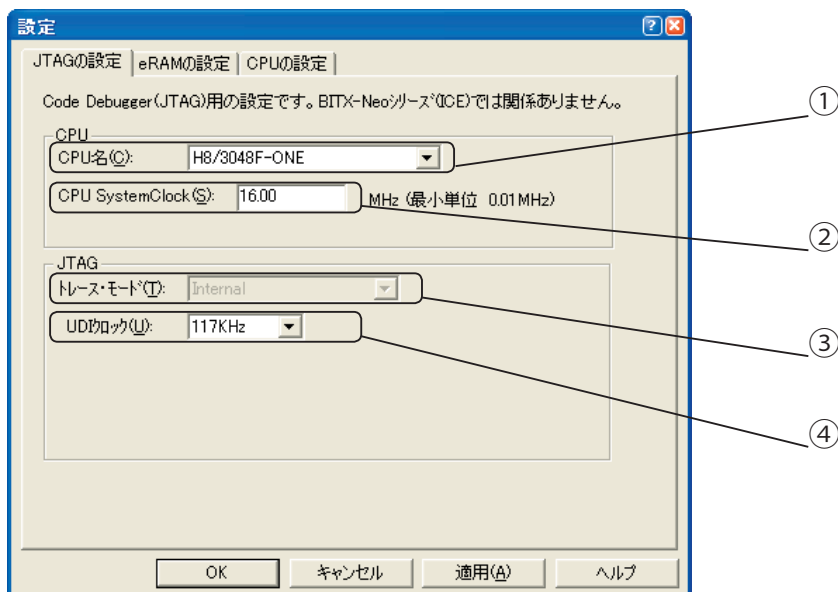 設定
JTAGの設定 eRAMの設定 CPUの設定
Code Debugger(JTAG)用の設定です。BITX-Neoｼﾘｰｽﾞ(ICE)では関係ありません。
CPU
CPU名(C): H8/3048F-ONE
①
CPU SystemClock(S): 16.00 MHz (最小単位 0.01MHz)
②
JTAG
ﾄﾚｰｽ・ﾓｰﾄﾞ(T): Internal
③
UDIｸﾛｯｸ(U): 117KHz
④
OK キャンセル 適用(A) ヘルプ